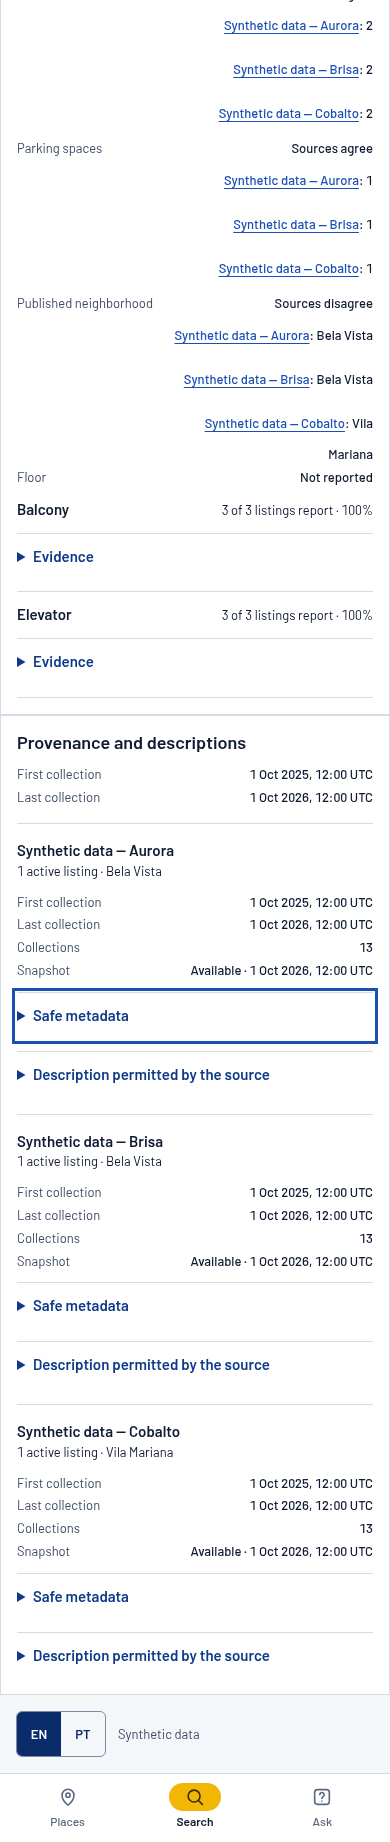 Synthetic data — Aurora: 2
Synthetic data — Brisa: 2
Synthetic data — Cobalto: 2
Parking spaces Sources agree
Synthetic data — Aurora: 1
Synthetic data — Brisa: 1
Synthetic data — Cobalto: 1
Published neighborhood Sources disagree
Synthetic data — Aurora: Bela Vista
Synthetic data — Brisa: Bela Vista
Synthetic data — Cobalto: Vila
Mariana
Floor Not reported
Balcony 3 of 3 listings report · 100%
Evidence
Elevator 3 of 3 listings report · 100%
Evidence
Provenance and descriptions
First collection 1 Oct 2025, 12:00 UTC
Last collection 1 Oct 2026, 12:00 UTC
Synthetic data — Aurora
1 active listing · Bela Vista
First collection 1 Oct 2025, 12:00 UTC
Last collection 1 Oct 2026, 12:00 UTC
Collections 13
Snapshot Available · 1 Oct 2026, 12:00 UTC
Safe metadata
Description permitted by the source
Synthetic data — Brisa
1 active listing · Bela Vista
First collection 1 Oct 2025, 12:00 UTC
Last collection 1 Oct 2026, 12:00 UTC
Collections 13
Snapshot Available · 1 Oct 2026, 12:00 UTC
Safe metadata
Description permitted by the source
Synthetic data — Cobalto
1 active listing · Vila Mariana
First collection 1 Oct 2025, 12:00 UTC
Last collection 1 Oct 2026, 12:00 UTC
Collections 13
Snapshot Available · 1 Oct 2026, 12:00 UTC
Safe metadata
Description permitted by the source
EN PT Synthetic data
Places Search Ask